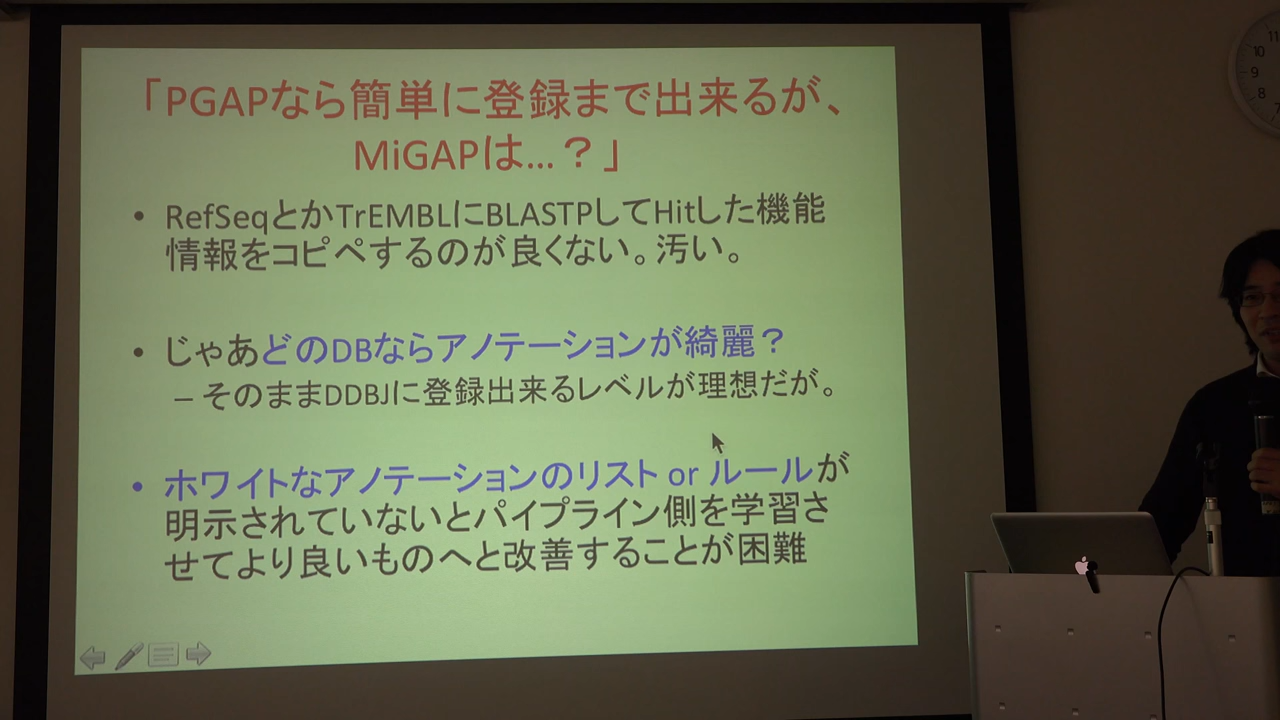 「PGAPなら簡単に登録まで出来るが、
MiGAPは...？」
• RefSeqとかTrEMBLにBLASTPしてHitした機能
情報をコピペするのが良くない。汚い。
• じゃあどのDBならアノテーションが綺麗？
– そのままDDBJに登録出来るレベルが理想だが。
• ホワイトなアノテーションのリスト or ルールが
明示されていないとパイプライン側を学習さ
せてより良いものへと改善することが困難
11
10
9
8